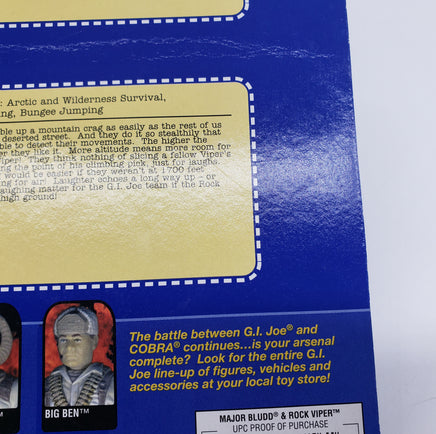 : Arctic and Wilderness Survival,
ng, Bungee Jumping
ble up a mountain crag as easily as the rest of us
deserted street. And they do it so stealthily that
ble to detect their movements. The higher the
er they like it. More altitude means more room for
Viper! They think nothing of slicing a fellow Viper's
ng the point of his climbing pick, just for laughs.
would be easier if they weren't at 1700 feet
ng for air! Laughter echoes a long way up - or
aughing matter for the G.I. Joe team if the Rock
high ground!
The battle between G.I. Joe® and
COBRA® continues...is your arsenal
complete? Look for the entire G.I.
Joe line-up of figures, vehicles and
accessories at your local toy store!
BIG BEN™
MAJOR BLUDD® & ROCK VIPER™
UPC PROOF OF PURCHASE